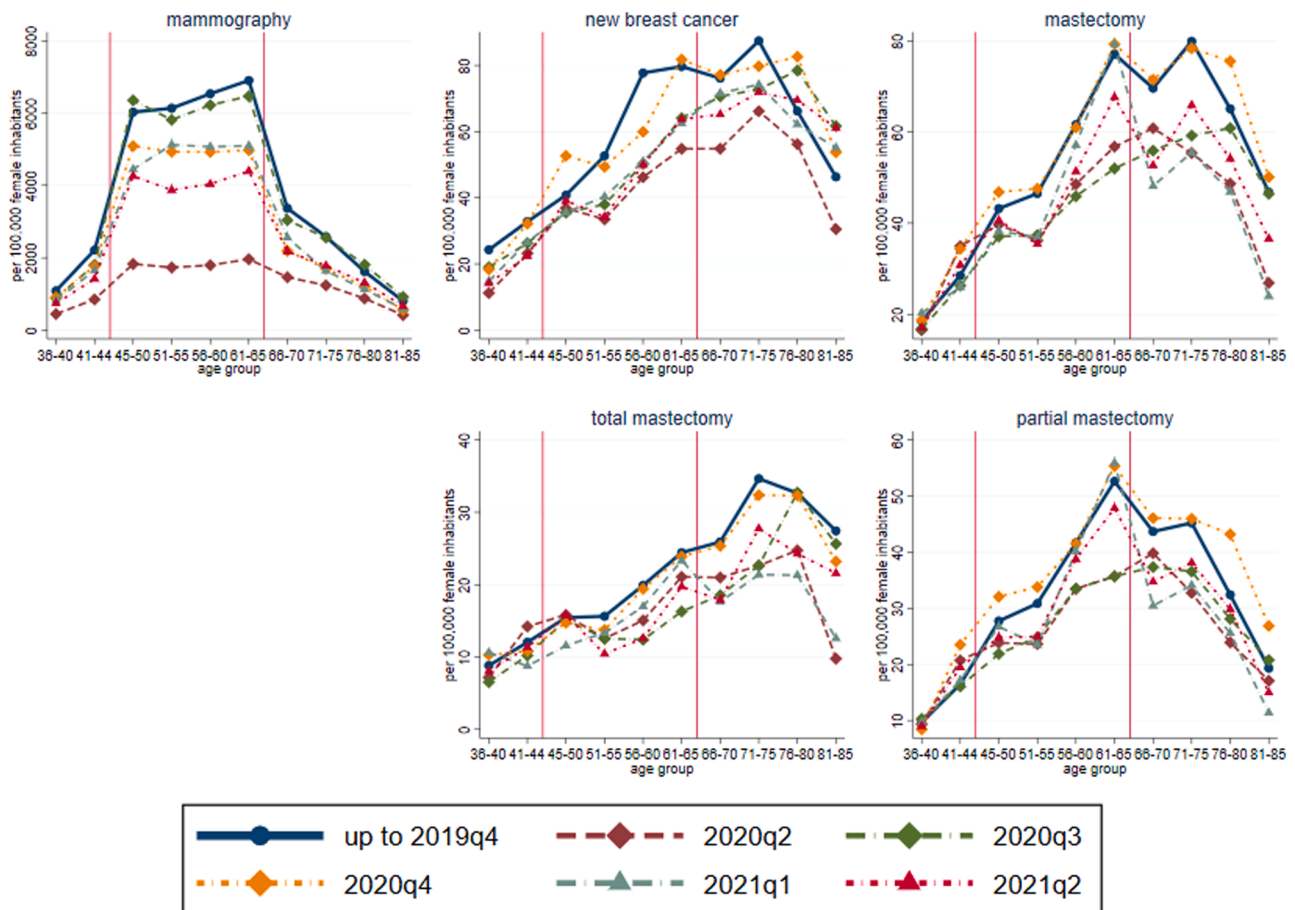 mammography
per 100,000 female inhabitants
8000
6000
4000
2000
0
36-40 41-44 45-50 51-55 56-60 61-65 66-70 71-75 76-80 81-85
age group
new breast cancer
per 100,000 female inhabitants
80
60
40
20
0
36-40 41-44 45-50 51-55 56-60 61-65 66-70 71-75 76-80 81-85
age group
mastectomy
per 100,000 female inhabitants
80
60
40
20
36-40 41-44 45-50 51-55 56-60 61-65 66-70 71-75 76-80 81-85
age group
total mastectomy
per 100,000 female inhabitants
40
30
20
10
0
36-40 41-44 45-50 51-55 56-60 61-65 66-70 71-75 76-80 81-85
age group
partial mastectomy
per 100,000 female inhabitants
60
50
40
30
20
10
36-40 41-44 45-50 51-55 56-60 61-65 66-70 71-75 76-80 81-85
age group
up to 2019q4
2020q2
2020q3
2020q4
2021q1
2021q2